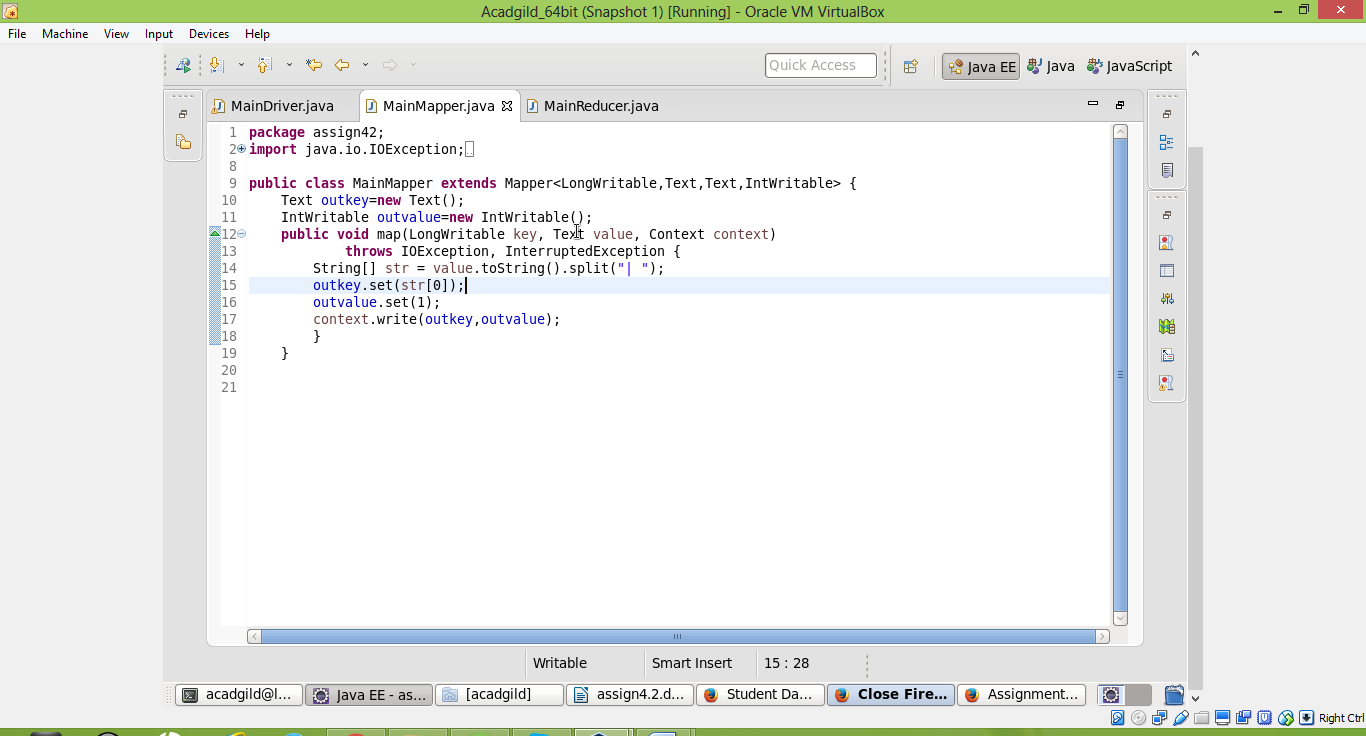 Acadgild_64bit (Snapshot 1) [Running] - Oracle VM VirtualBox
File Machine View Input Devices Help
Quick Access
Java EE Java JavaScript
MainDriver.java MainMapper.java MainReducer.java
1 package assign42;
2 import java.io.IOException;
8
9 public class MainMapper extends Mapper<LongWritable,Text,Text,IntWritable> {
10 Text outkey=new Text();
11 IntWritable outvalue=new IntWritable();
12 public void map(LongWritable key, Text value, Context context)
13 throws IOException, InterruptedException {
14 String[] str = value.toString().split("| ");
15 outkey.set(str[0]);
16 outvalue.set(1);
17 context.write(outkey,outvalue);
18 }
19 }
20
21
Writable Smart Insert 15 : 28
acadgild@l... Java EE - as... [acadgild] assign4.2.d... Student Da... Close Fire... Assignment...
Right Ctrl